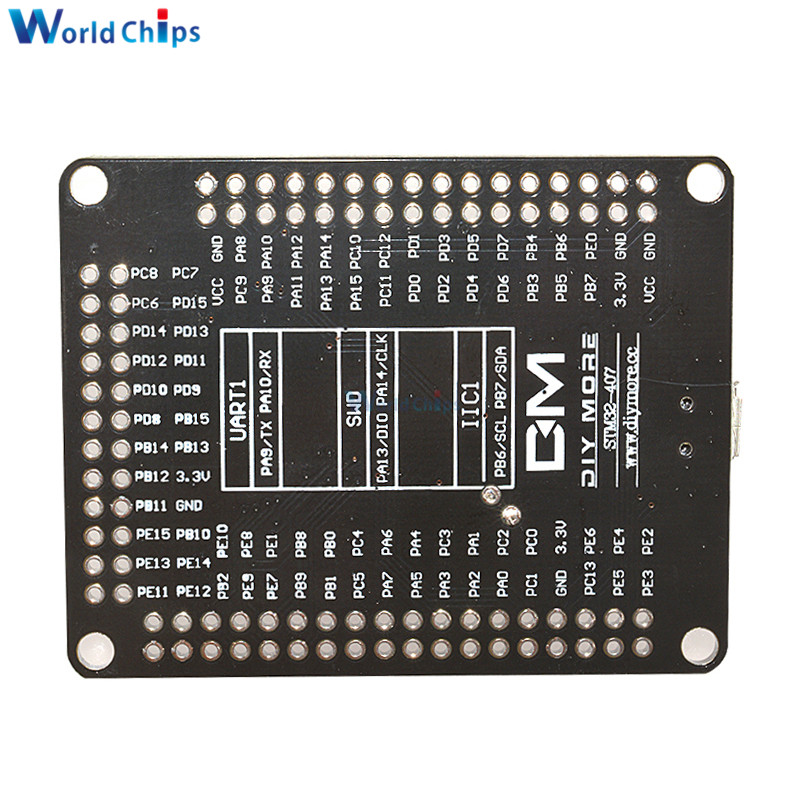 World Chips
GND PA8 PA10 PA12 PA14 PC10 PC12 PD1 PD3 PD5 PD7 PB4 PB6 PE0 GND GND
VCC PC9 PA9 PA11 PA13 PA15 PC11 PD0 PD2 PD4 PD6 PB3 PB5 PB7 3.3V VCC
PC8 PC7
PC6 PD15
PD14 PD13
PD12 PD11
PD10 PD9
PD8 PB15
PB14 PB13
PB12 3.3V
PB11 GND
PE15 PB10
PE13 PE14
PE11 PE12
UART1
PA9/TX PA10/RX
SWD
PA13/DIO PA14/CLK
IIC1
PB6/SCL PB7/SDA
World Chips
DM
DIY MORE
STM32-407
www.diymore.cc
PE10 PE8 PE1 PB8 PB0 PC4 PA6 PA4 PC3 PA1 PC2 PC0 3.3V PE6 PE4 PE2
PB2 PE9 PE7 PB9 PB1 PC5 PA7 PA5 PA3 PA2 PA0 PC1 GND PC13 PE5 PE3